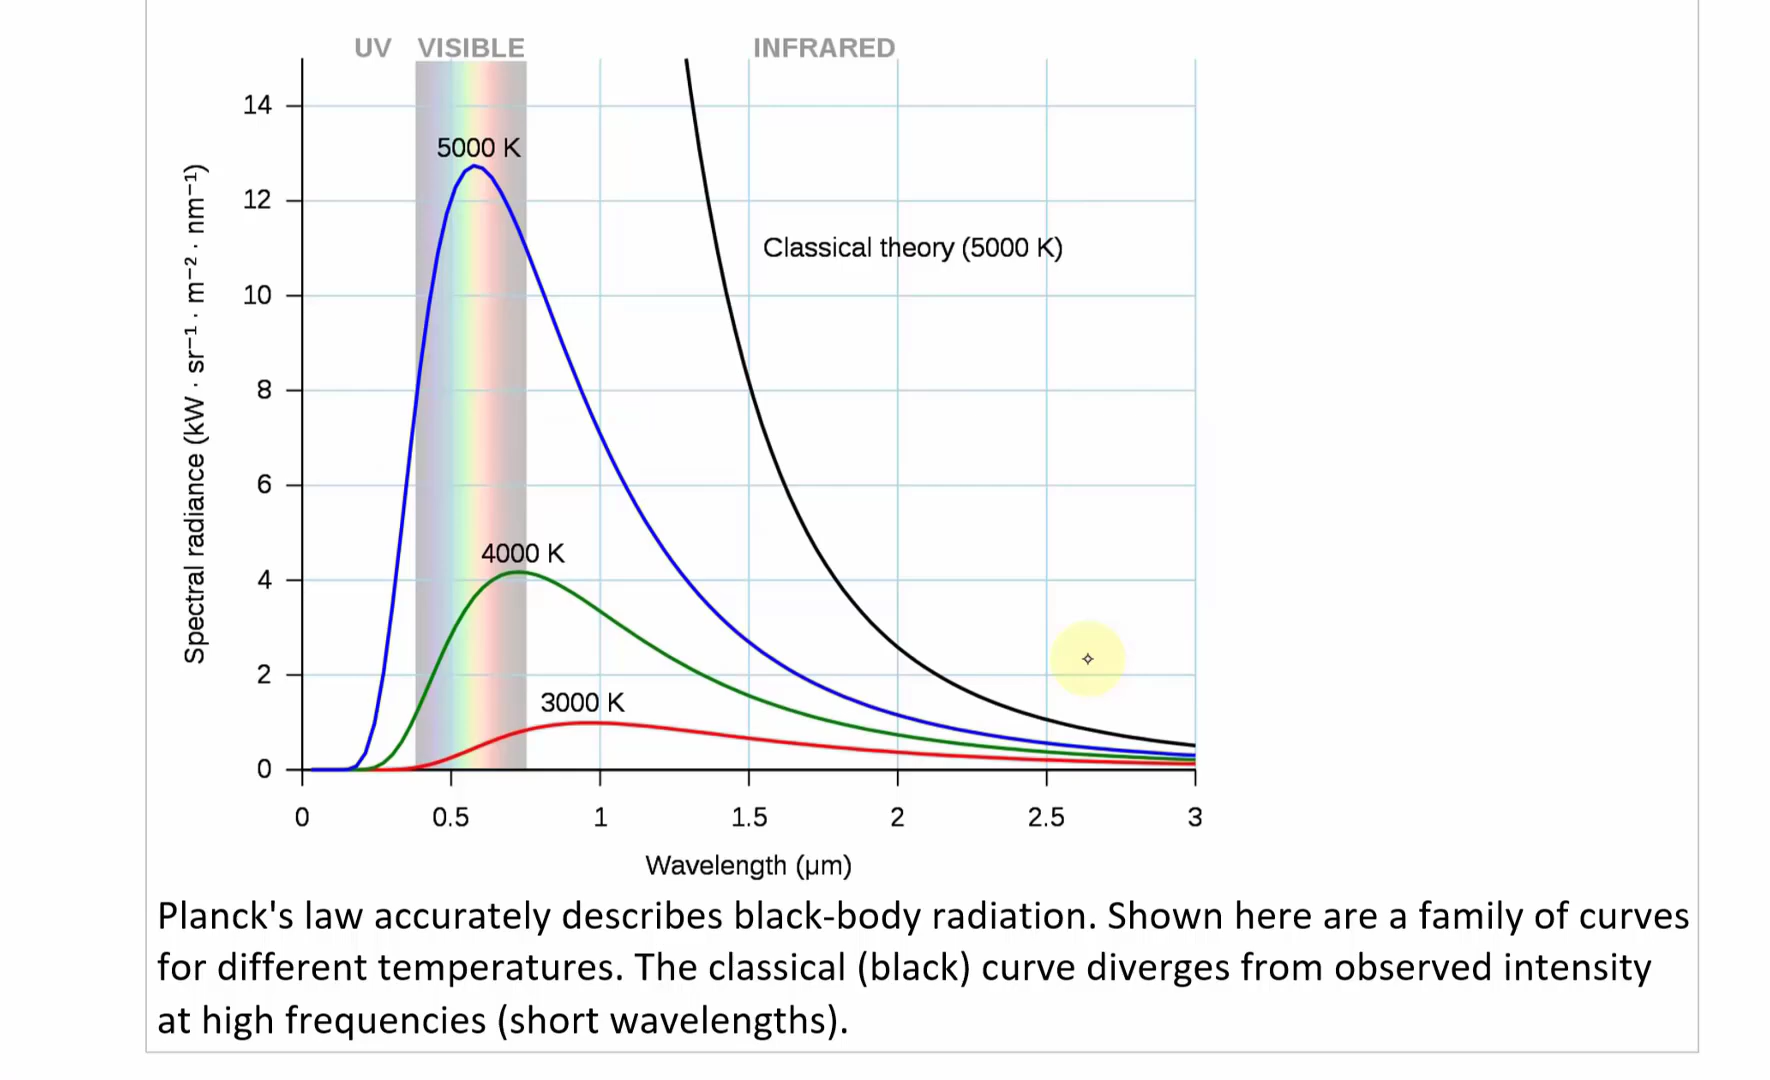 UV VISIBLE INFRARED
14
12
10
8
6
4
2
0
Spectral radiance (kW · sr⁻¹ · m⁻² · nm⁻¹)
5000 K
Classical theory (5000 K)
4000 K
3000 K
0 0.5 1 1.5 2 2.5 3
Wavelength (μm)
Planck's law accurately describes black-body radiation. Shown here are a family of curves
for different temperatures. The classical (black) curve diverges from observed intensity
at high frequencies (short wavelengths).